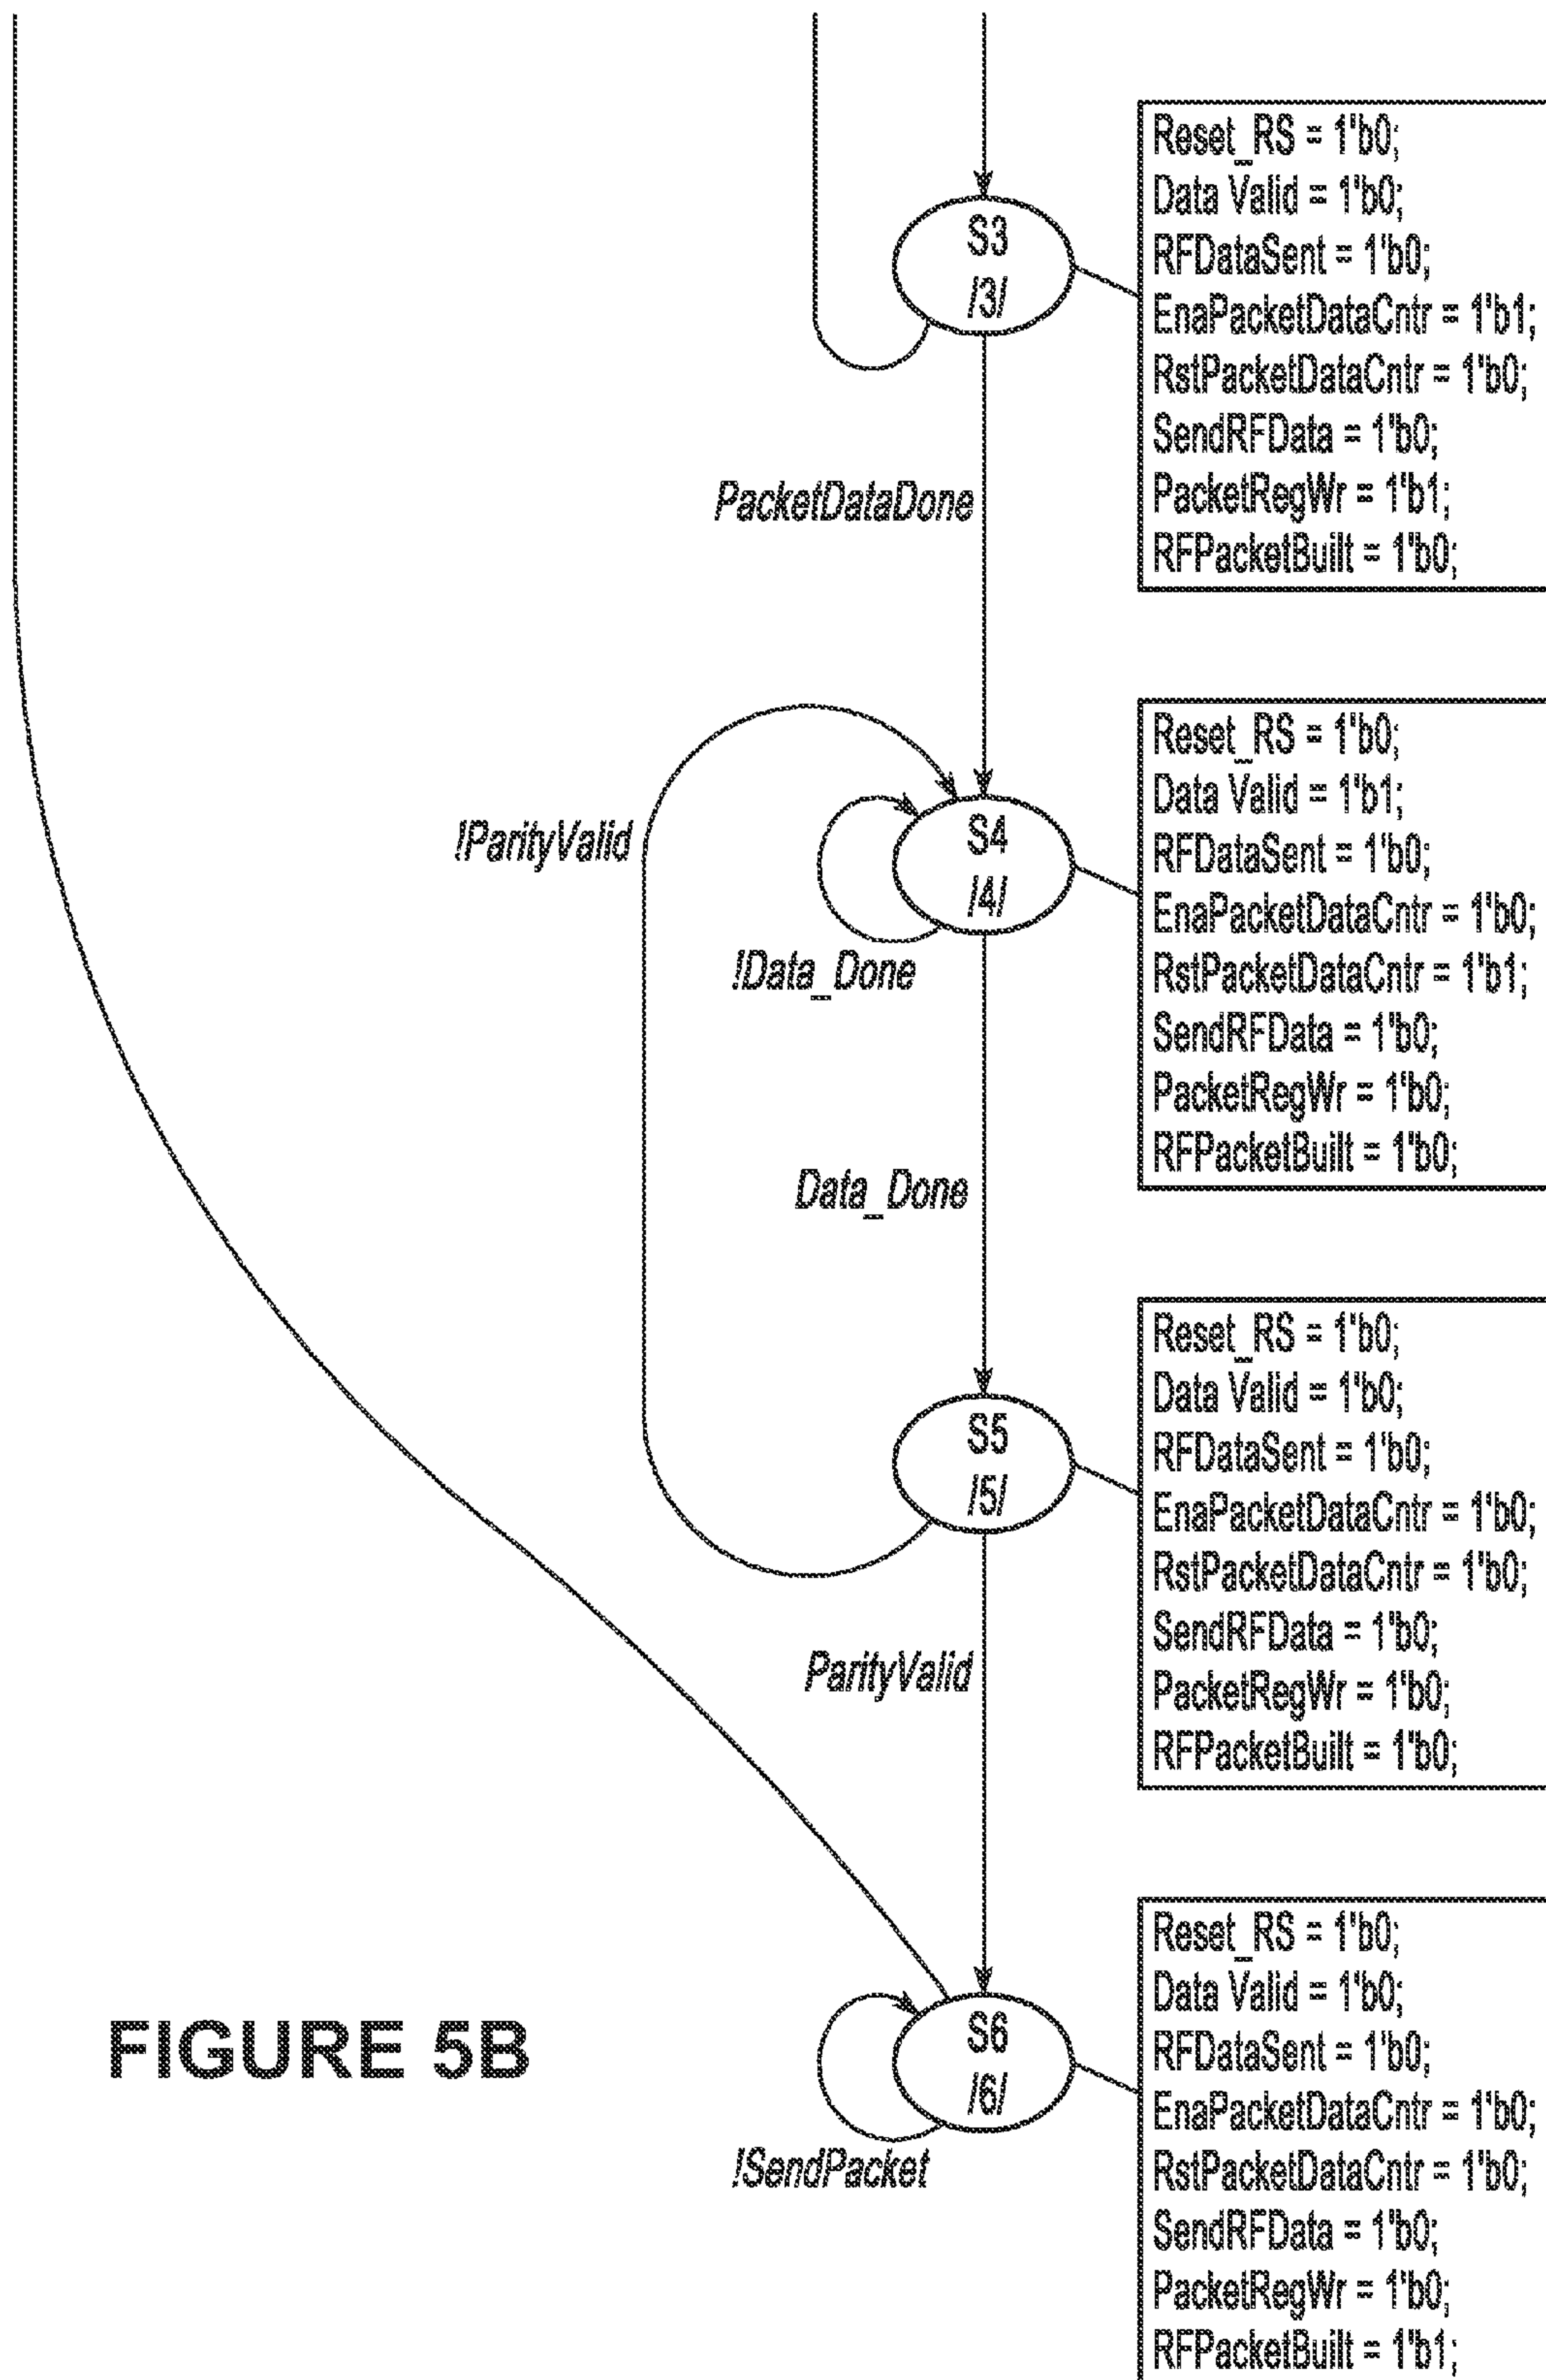 S3
/3/
Reset_RS = 1'b0;
Data Valid = 1'b0;
RFDataSent = 1'b0;
EnaPacketDataCntr = 1'b1;
RstPacketDataCntr = 1'b0;
SendRFData = 1'b0;
PacketRegWr = 1'b1;
RFPacketBuilt = 1'b0;
PacketDataDone
!ParityValid
S4
/4/
!Data_Done
Reset_RS = 1'b0;
Data Valid = 1'b1;
RFDataSent = 1'b0;
EnaPacketDataCntr = 1'b0;
RstPacketDataCntr = 1'b1;
SendRFData = 1'b0;
PacketRegWr = 1'b0;
RFPacketBuilt = 1'b0;
Data_Done
S5
/5/
Reset_RS = 1'b0;
Data Valid = 1'b0;
RFDataSent = 1'b0;
EnaPacketDataCntr = 1'b0;
RstPacketDataCntr = 1'b0;
SendRFData = 1'b0;
PacketRegWr = 1'b0;
RFPacketBuilt = 1'b0;
ParityValid
S6
/6/
!SendPacket
Reset_RS = 1'b0;
Data Valid = 1'b0;
RFDataSent = 1'b0;
EnaPacketDataCntr = 1'b0;
RstPacketDataCntr = 1'b0;
SendRFData = 1'b0;
PacketRegWr = 1'b0;
RFPacketBuilt = 1'b1;
FIGURE 5B